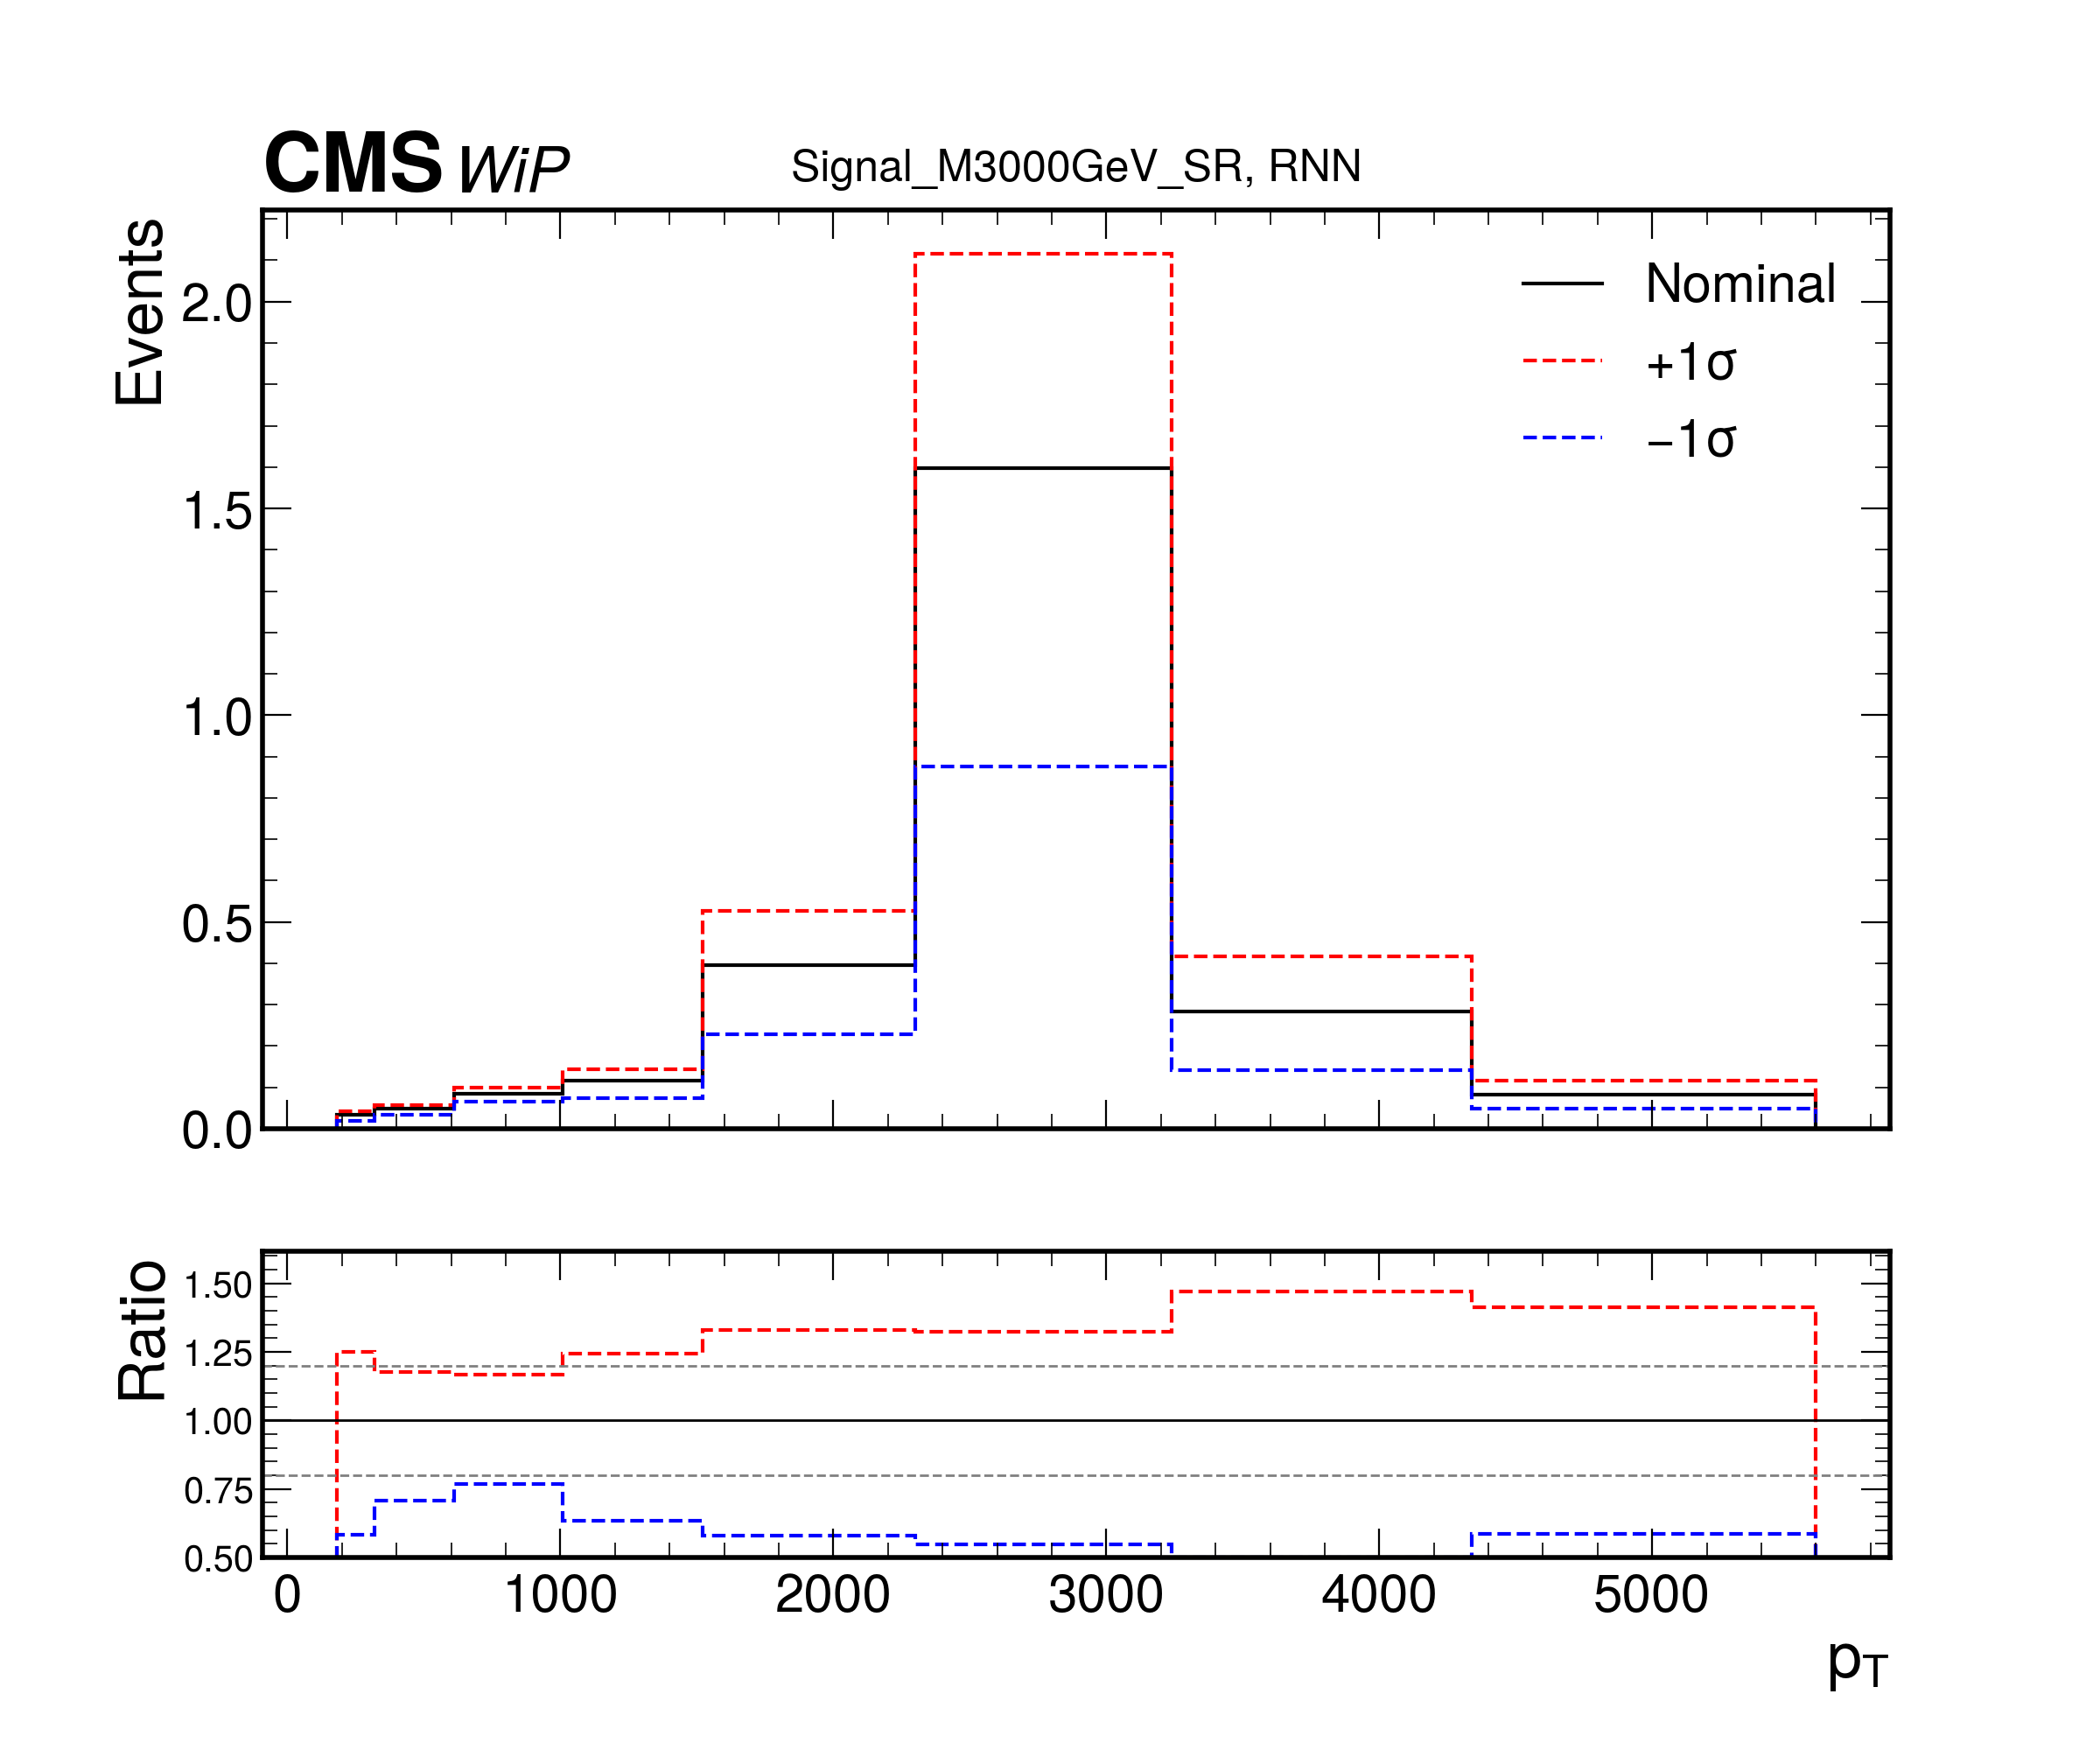 CMS WiP
Signal_M3000GeV_SR, RNN
Events
2.0
1.5
1.0
0.5
0.0
Nominal
+1σ
−1σ
Ratio
1.50
1.25
1.00
0.75
0.50
0 1000 2000 3000 4000 5000
pT